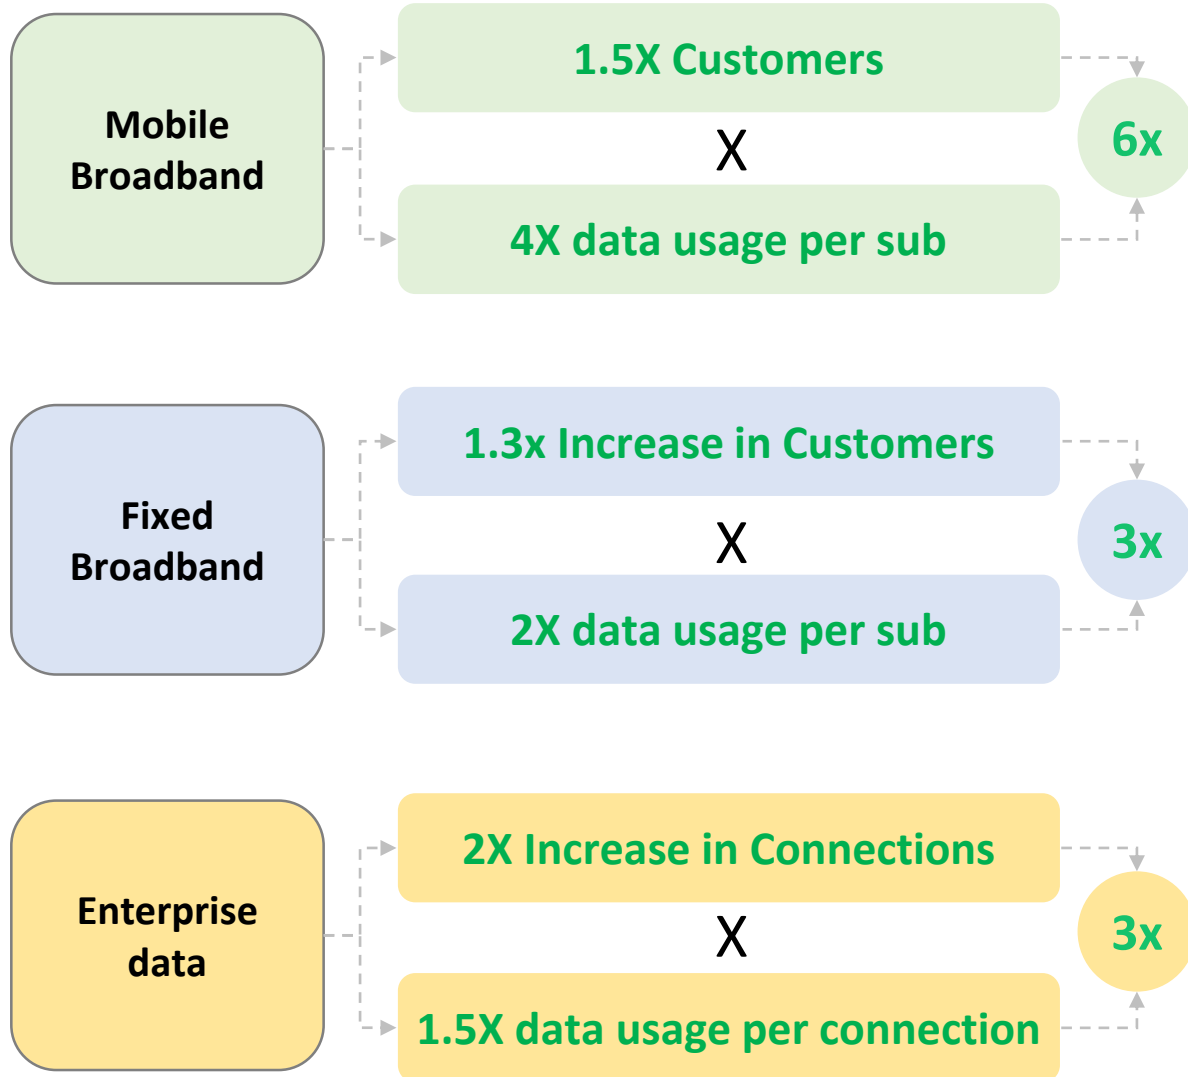 Mobile
Broadband
1.5X Customers
X
4X data usage per sub
6x
Fixed
Broadband
1.3x Increase in Customers
X
2X data usage per sub
3x
Enterprise
data
2X Increase in Connections
X
1.5X data usage per connection
3x